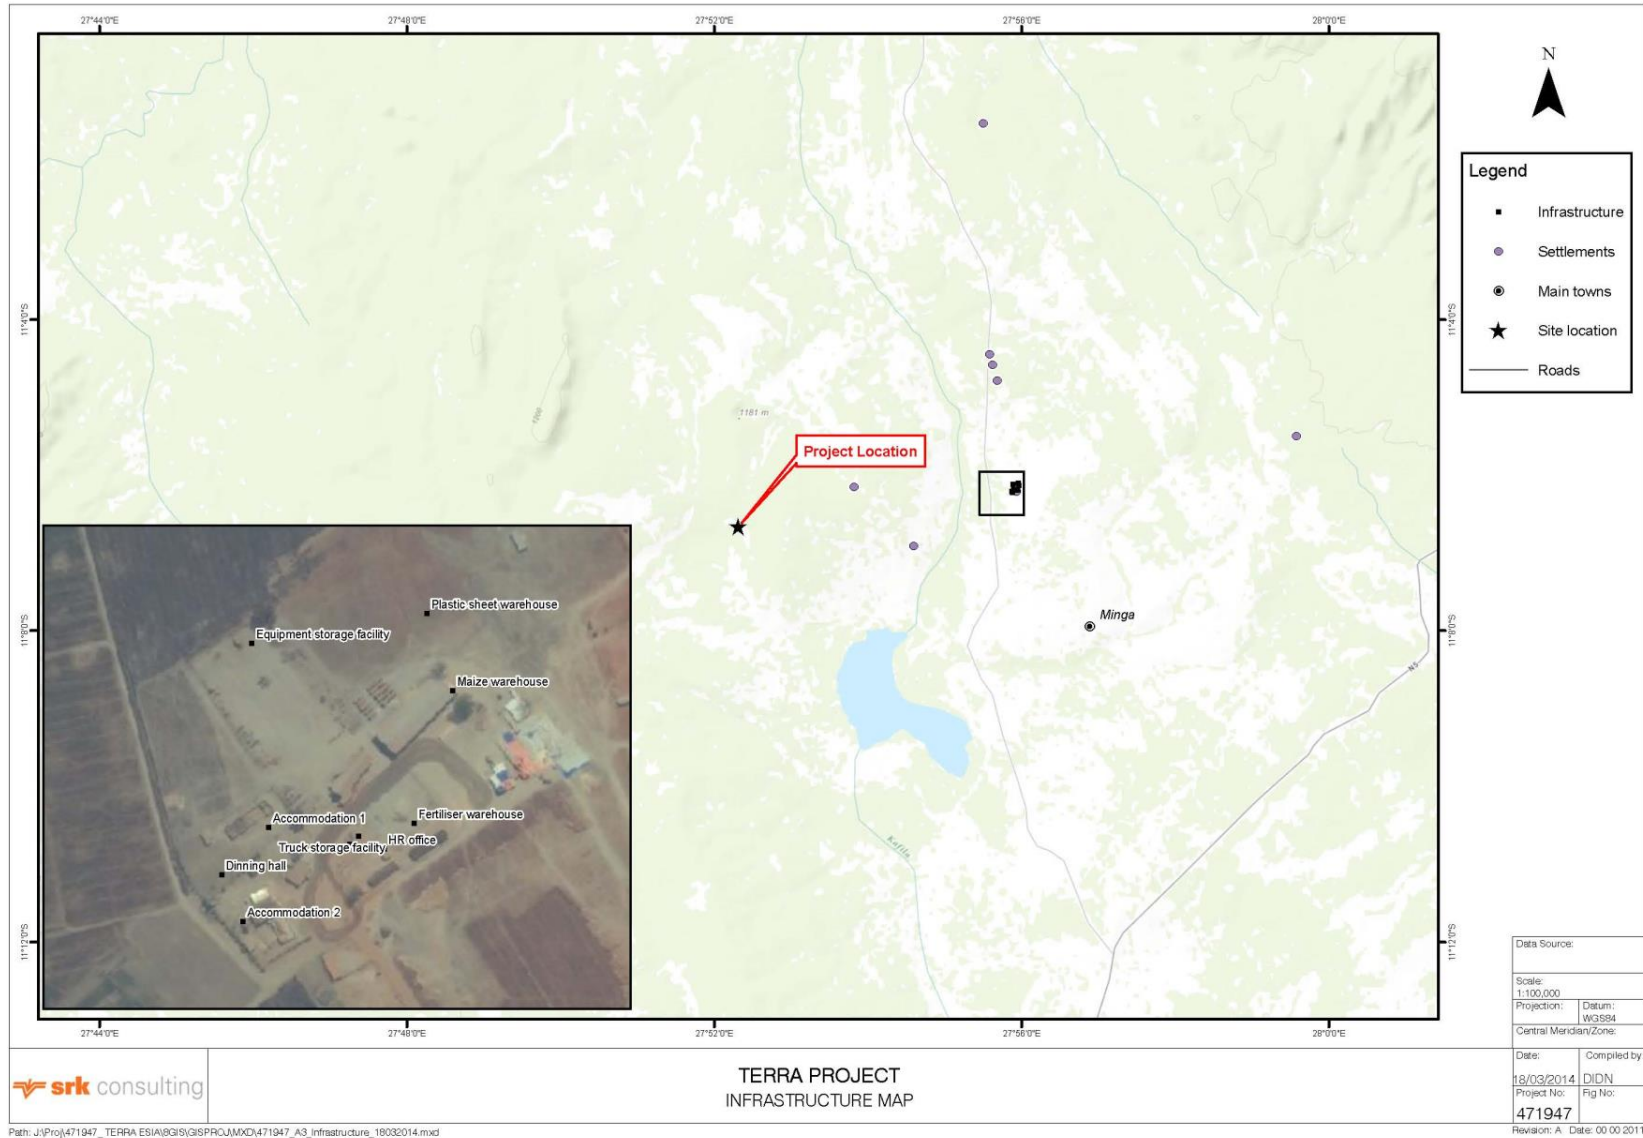 27°44'0"E
27°48'0"E
27°52'0"E
27°56'0"E
28°0'0"E
N
Legend
Infrastructure
Settlements
Main towns
Site location
Roads
11°4'0"S
11°4'0"S
1200
1181 m
Project Location
Minga
11°8'0"S
11°8'0"S
N5
Plastic sheet warehouse
Equipment storage facility
Maize warehouse
Accommodation 1
Fertiliser warehouse
Truck storage facility
HR office
Dinning hall
Accommodation 2
Kafila
11°12'0"S
11°12'0"S
27°44'0"E
27°48'0"E
27°52'0"E
27°56'0"E
28°0'0"E
Data Source:
Scale:
1:100,000
Projection:
Datum:
WGS84
Central Meridian/Zone:
Date:
Compiled by
18/03/2014
DIDN
Project No:
Fig No:
471947
Revision: A Date: 00 00 2011
srk consulting
TERRA PROJECT
INFRASTRUCTURE MAP
Path: J:\Proj\471947_ TERRA ESIA\8GIS\GISPROJ\MXD\471947_A3_Infrastructure_18032014.mxd